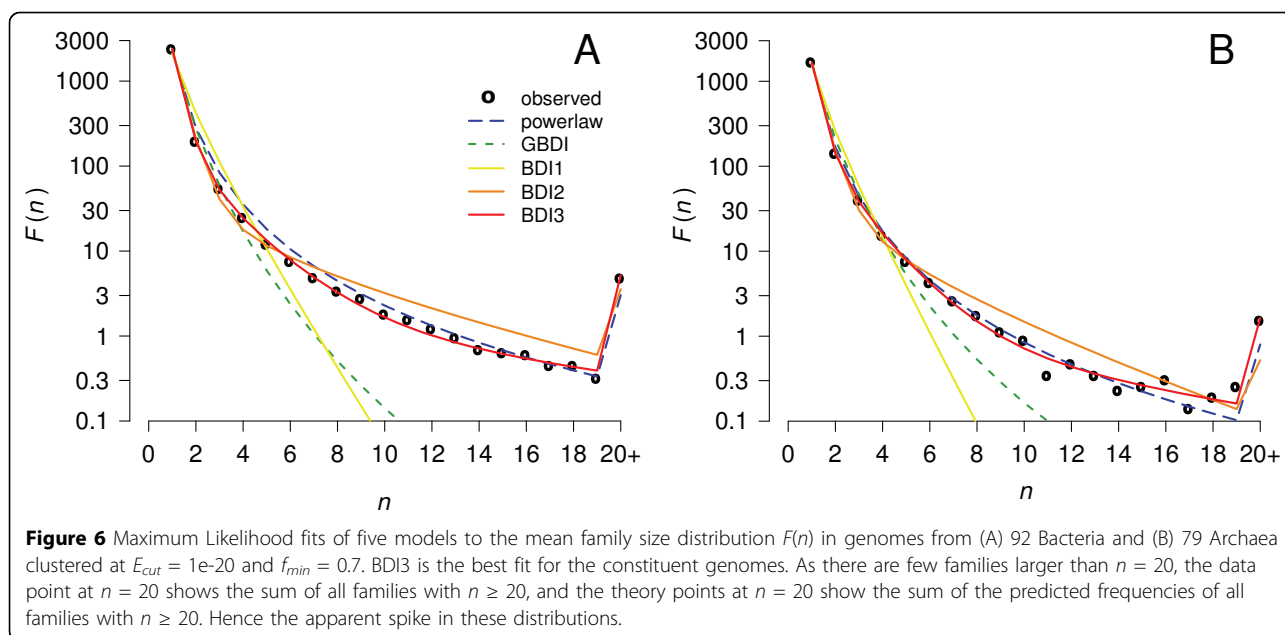 A
3000
1000
300
100
30
10
3
1
0.3
0.1
F(n)
o observed
powerlaw
GBDI
BDI1
BDI2
BDI3
0 2 4 6 8 10 12 14 16 18 20+
n
B
3000
1000
300
100
30
10
3
1
0.3
0.1
F(n)
0 2 4 6 8 10 12 14 16 18 20+
n
Figure 6 Maximum Likelihood fits of five models to the mean family size distribution F(n) in genomes from (A) 92 Bacteria and (B) 79 Archaea
clustered at Ecut = 1e-20 and fmin = 0.7. BDI3 is the best fit for the constituent genomes. As there are few families larger than n = 20, the data
point at n = 20 shows the sum of all families with n ≥ 20, and the theory points at n = 20 show the sum of the predicted frequencies of all
families with n ≥ 20. Hence the apparent spike in these distributions.